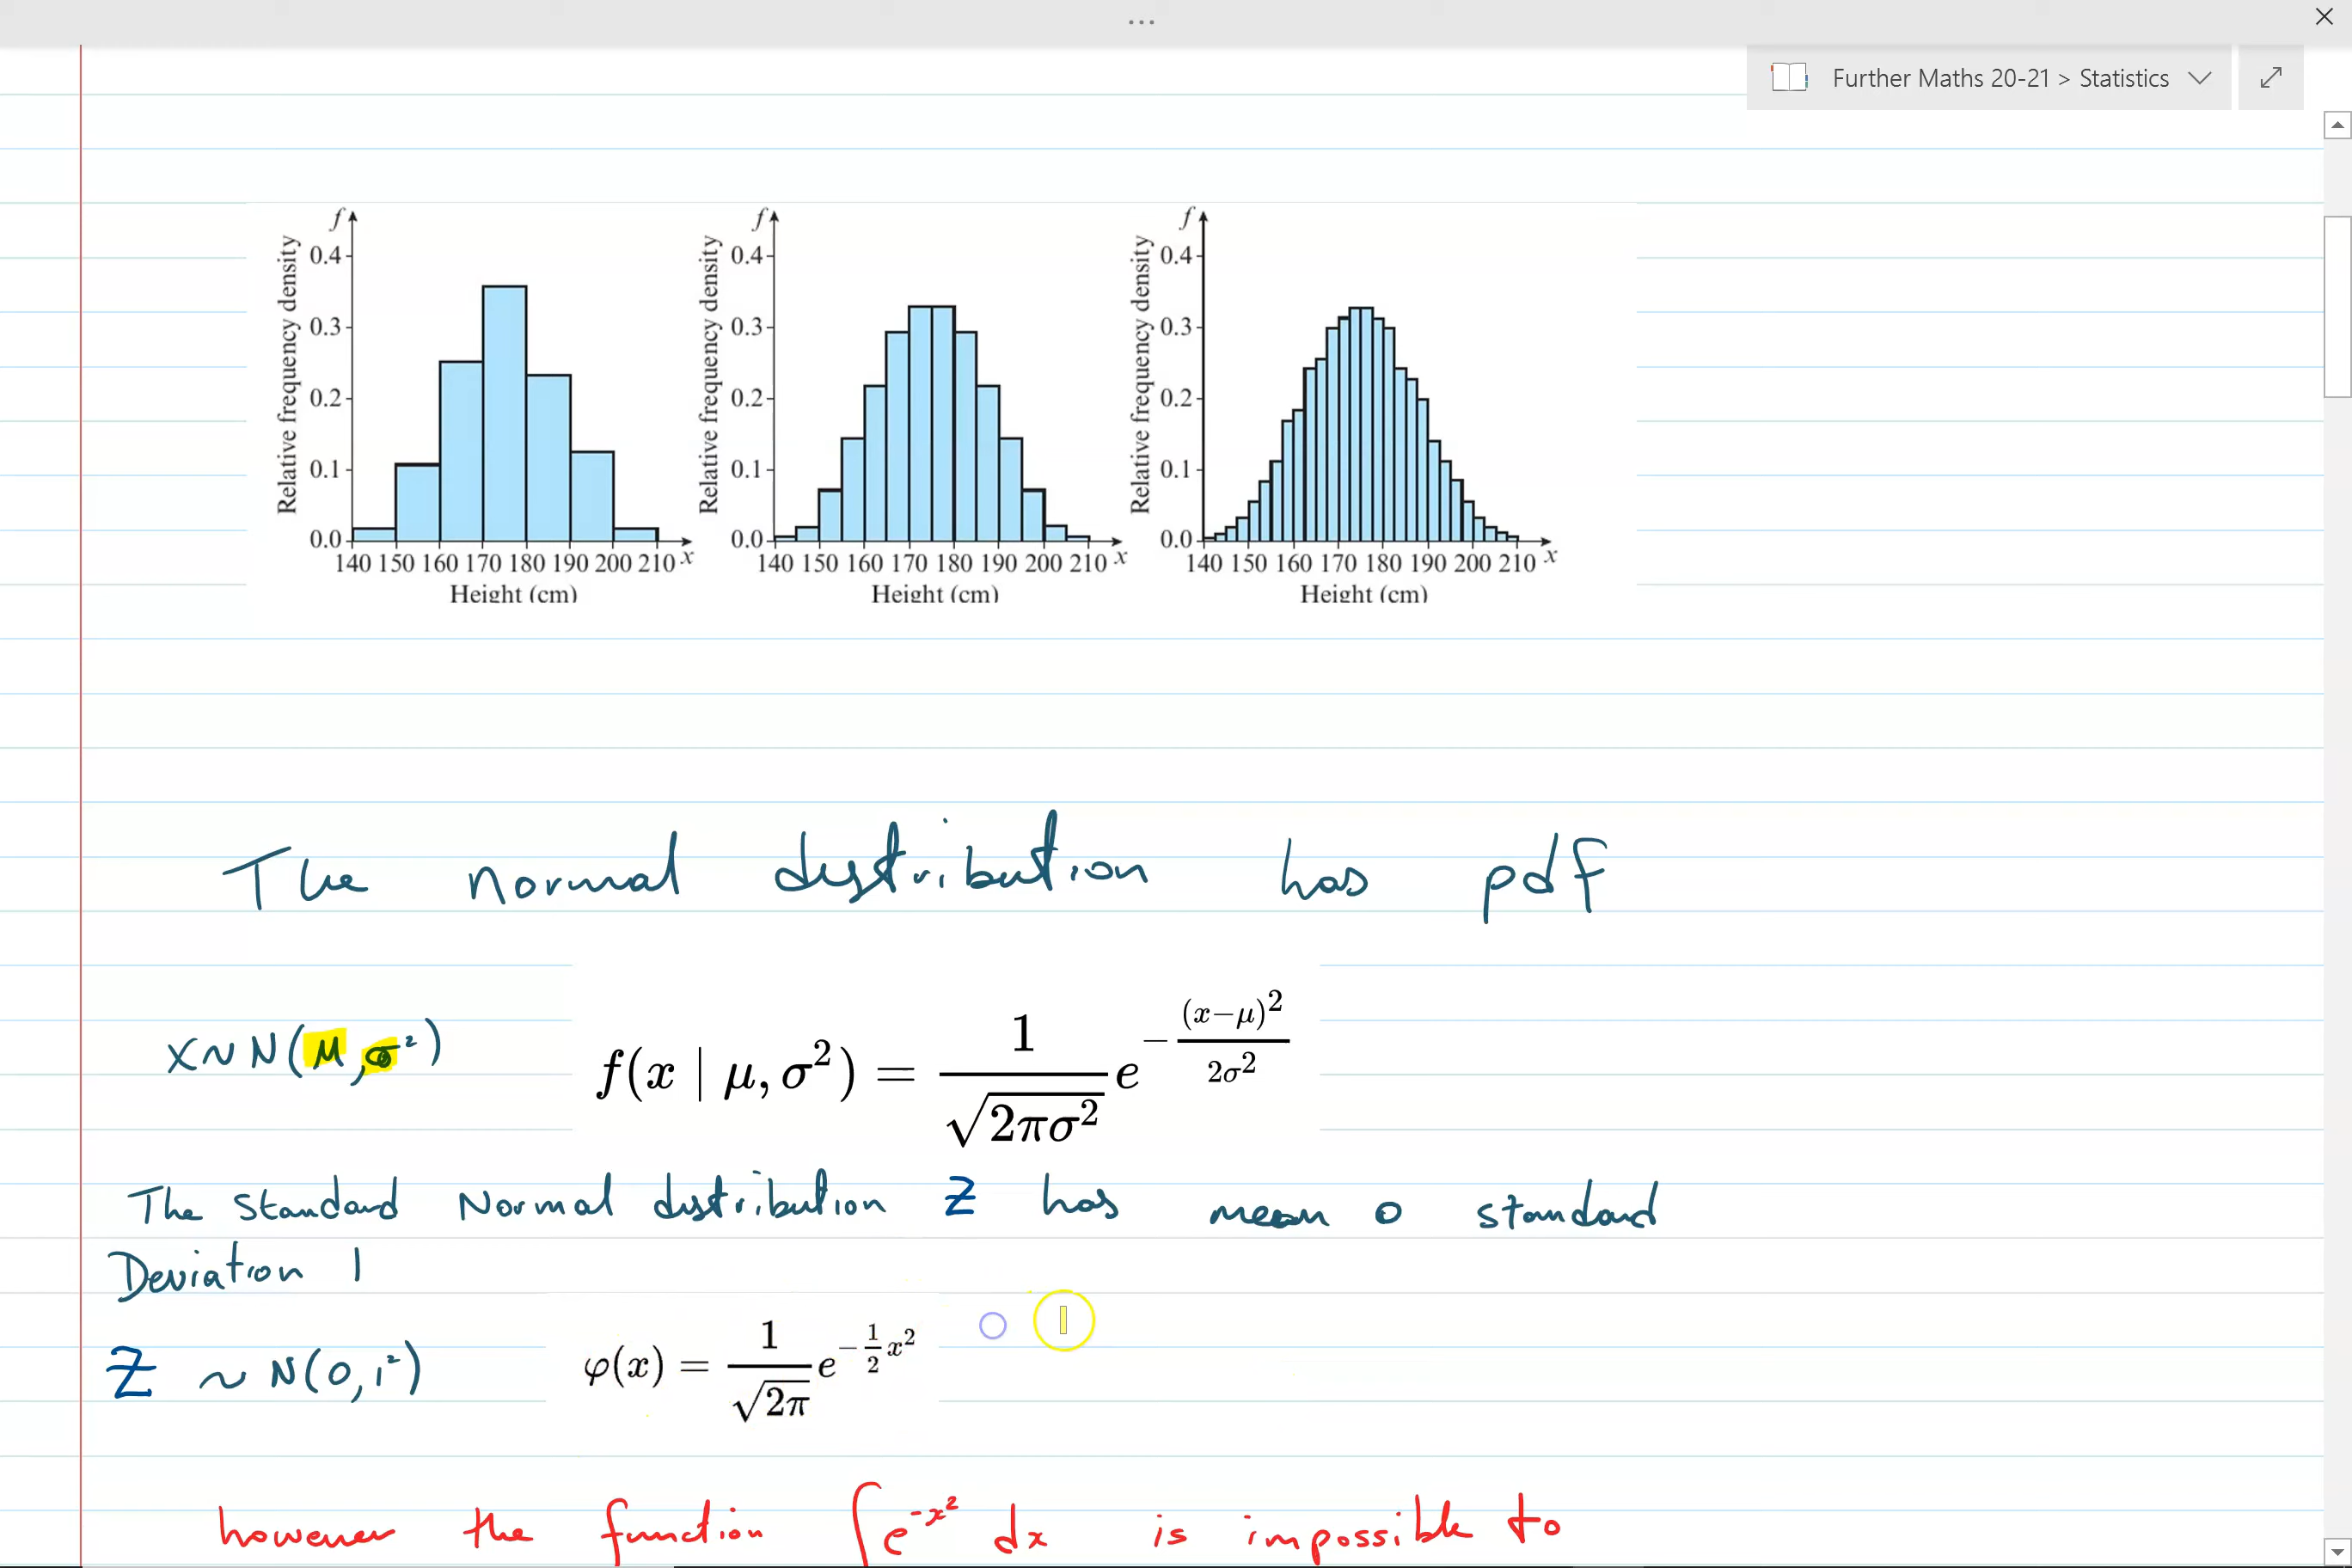 Further Maths 20-21 > Statistics
f f f
Relative frequency density Relative frequency density Relative frequency density
0.4 0.4 0.4
0.3 0.3 0.3
0.2 0.2 0.2
0.1 0.1 0.1
0.0 0.0 0.0
140 150 160 170 180 190 200 210 x 140 150 160 170 180 190 200 210 x 140 150 160 170 180 190 200 210 x
Height (cm) Height (cm) Height (cm)
The normal distribution has pdf
X~N(μ,σ²) f(x | μ, σ²) = 1/√(2πσ²) e^(−(x−μ)²/2σ²)
The standard Normal distribution Z has mean 0 standard
Deviation 1
Z ~ N(0,1²) φ(x) = 1/√(2π) e^(−½x²)
however the function ∫e^(-x²) dx is impossible to